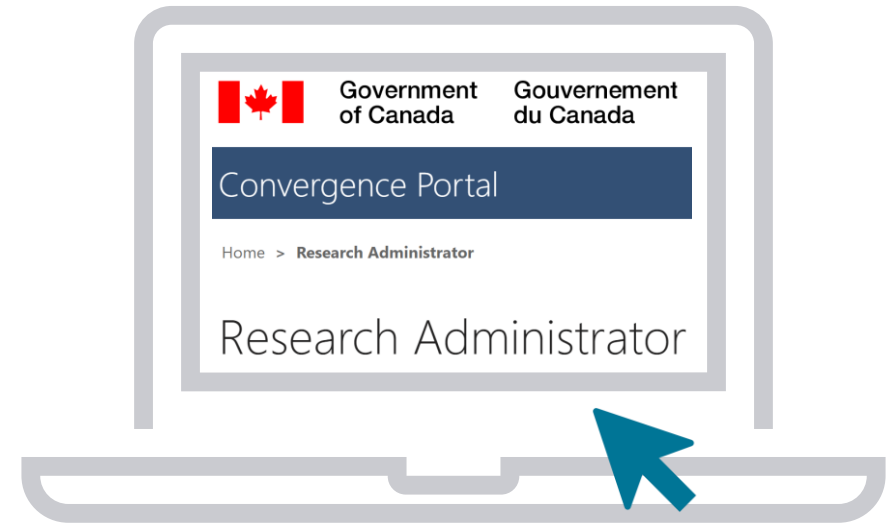 Government of Canada
Gouvernement du Canada
Convergence Portal
Home > Research Administrator
Research Administrator